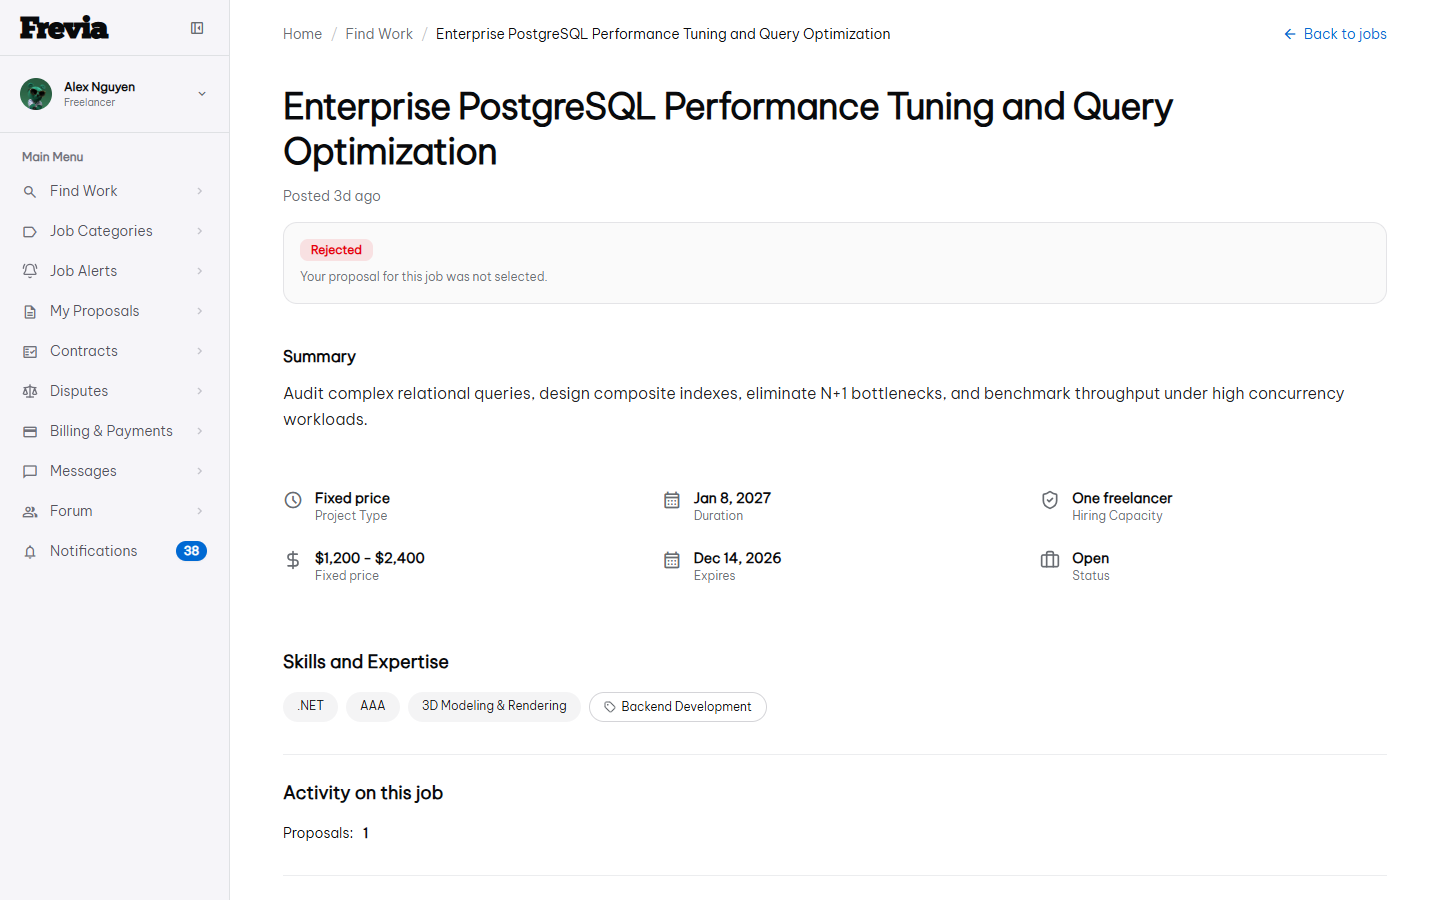 Frevia
Alex Nguyen
Freelancer
Main Menu
Find Work
Job Categories
Job Alerts
My Proposals
Contracts
Disputes
Billing & Payments
Messages
Forum
Notifications 38
Home / Find Work / Enterprise PostgreSQL Performance Tuning and Query Optimization
Back to jobs
Enterprise PostgreSQL Performance Tuning and Query
Optimization
Posted 3d ago
Rejected
Your proposal for this job was not selected.
Summary
Audit complex relational queries, design composite indexes, eliminate N+1 bottlenecks, and benchmark throughput under high concurrency
workloads.
Fixed price
Project Type
Jan 8, 2027
Duration
One freelancer
Hiring Capacity
$1,200 - $2,400
Fixed price
Dec 14, 2026
Expires
Open
Status
Skills and Expertise
.NET
AAA
3D Modeling & Rendering
Backend Development
Activity on this job
Proposals: 1